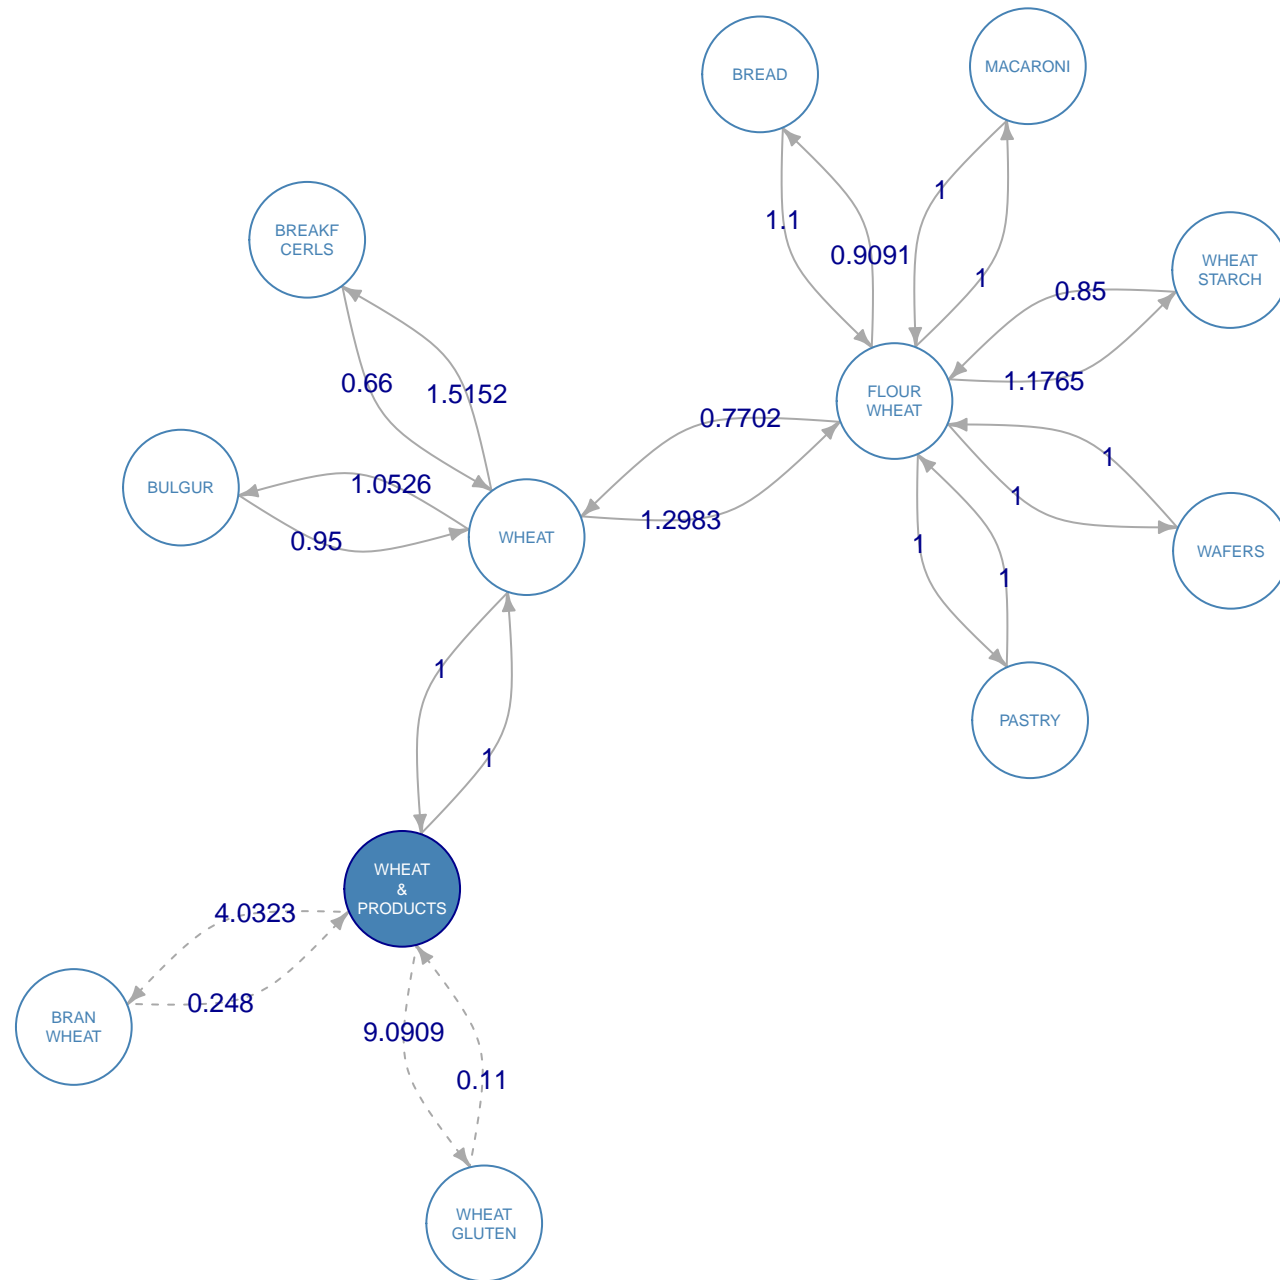 BREAD
MACARONI
1
1.1
BREAKF
CERLS
0.9091
WHEAT
STARCH
1
0.85
0.66
1.5152
1.1765
FLOUR
WHEAT
0.7702
1
BULGUR
1.0526
1
1.2983
0.95
WHEAT
1
WAFERS
1
1
PASTRY
1
WHEAT
&
PRODUCTS
4.0323
0.248
BRAN
WHEAT
9.0909
0.11
WHEAT
GLUTEN